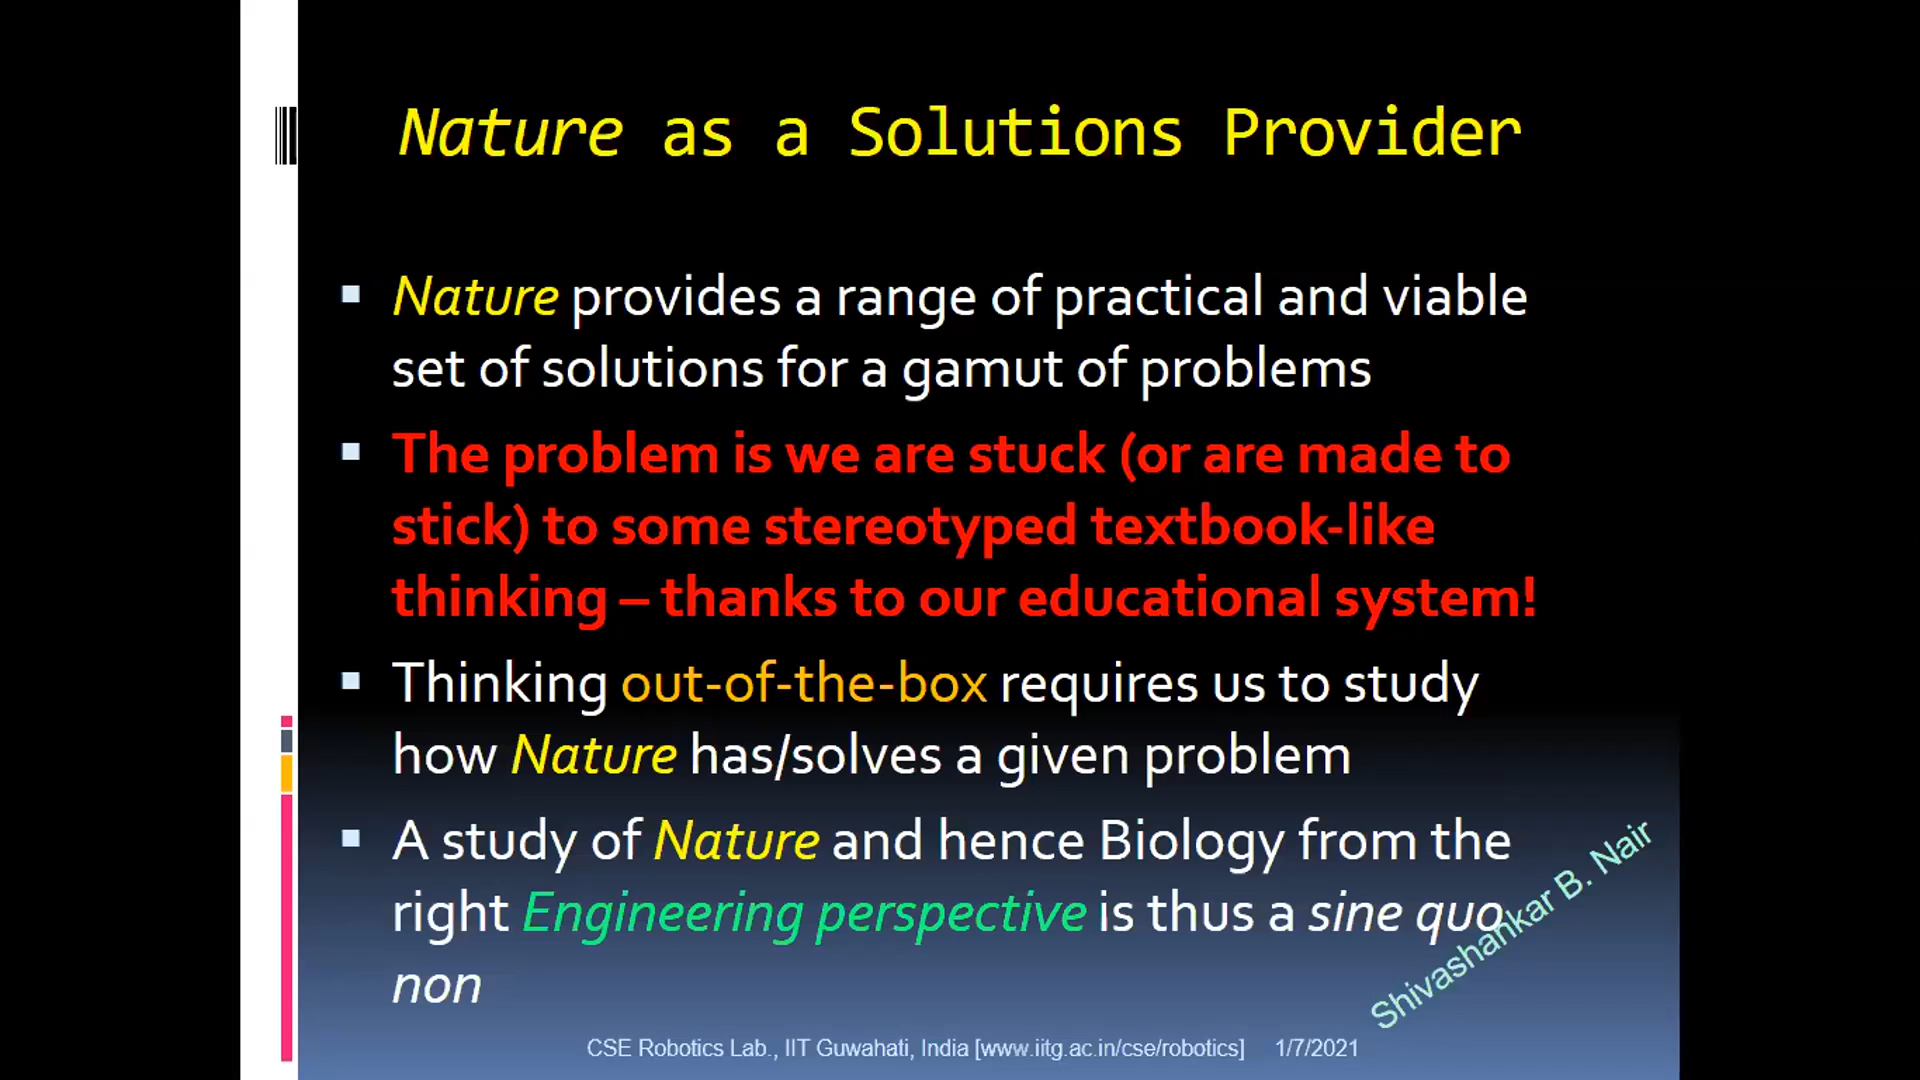 Nature as a Solutions Provider
Nature provides a range of practical and viable
set of solutions for a gamut of problems
The problem is we are stuck (or are made to
stick) to some stereotyped textbook-like
thinking – thanks to our educational system!
Thinking out-of-the-box requires us to study
how Nature has/solves a given problem
A study of Nature and hence Biology from the
right Engineering perspective is thus a sine quo
non
Shivashankar B. Nair
CSE Robotics Lab., IIT Guwahati, India [www.iitg.ac.in/cse/robotics] 1/7/2021